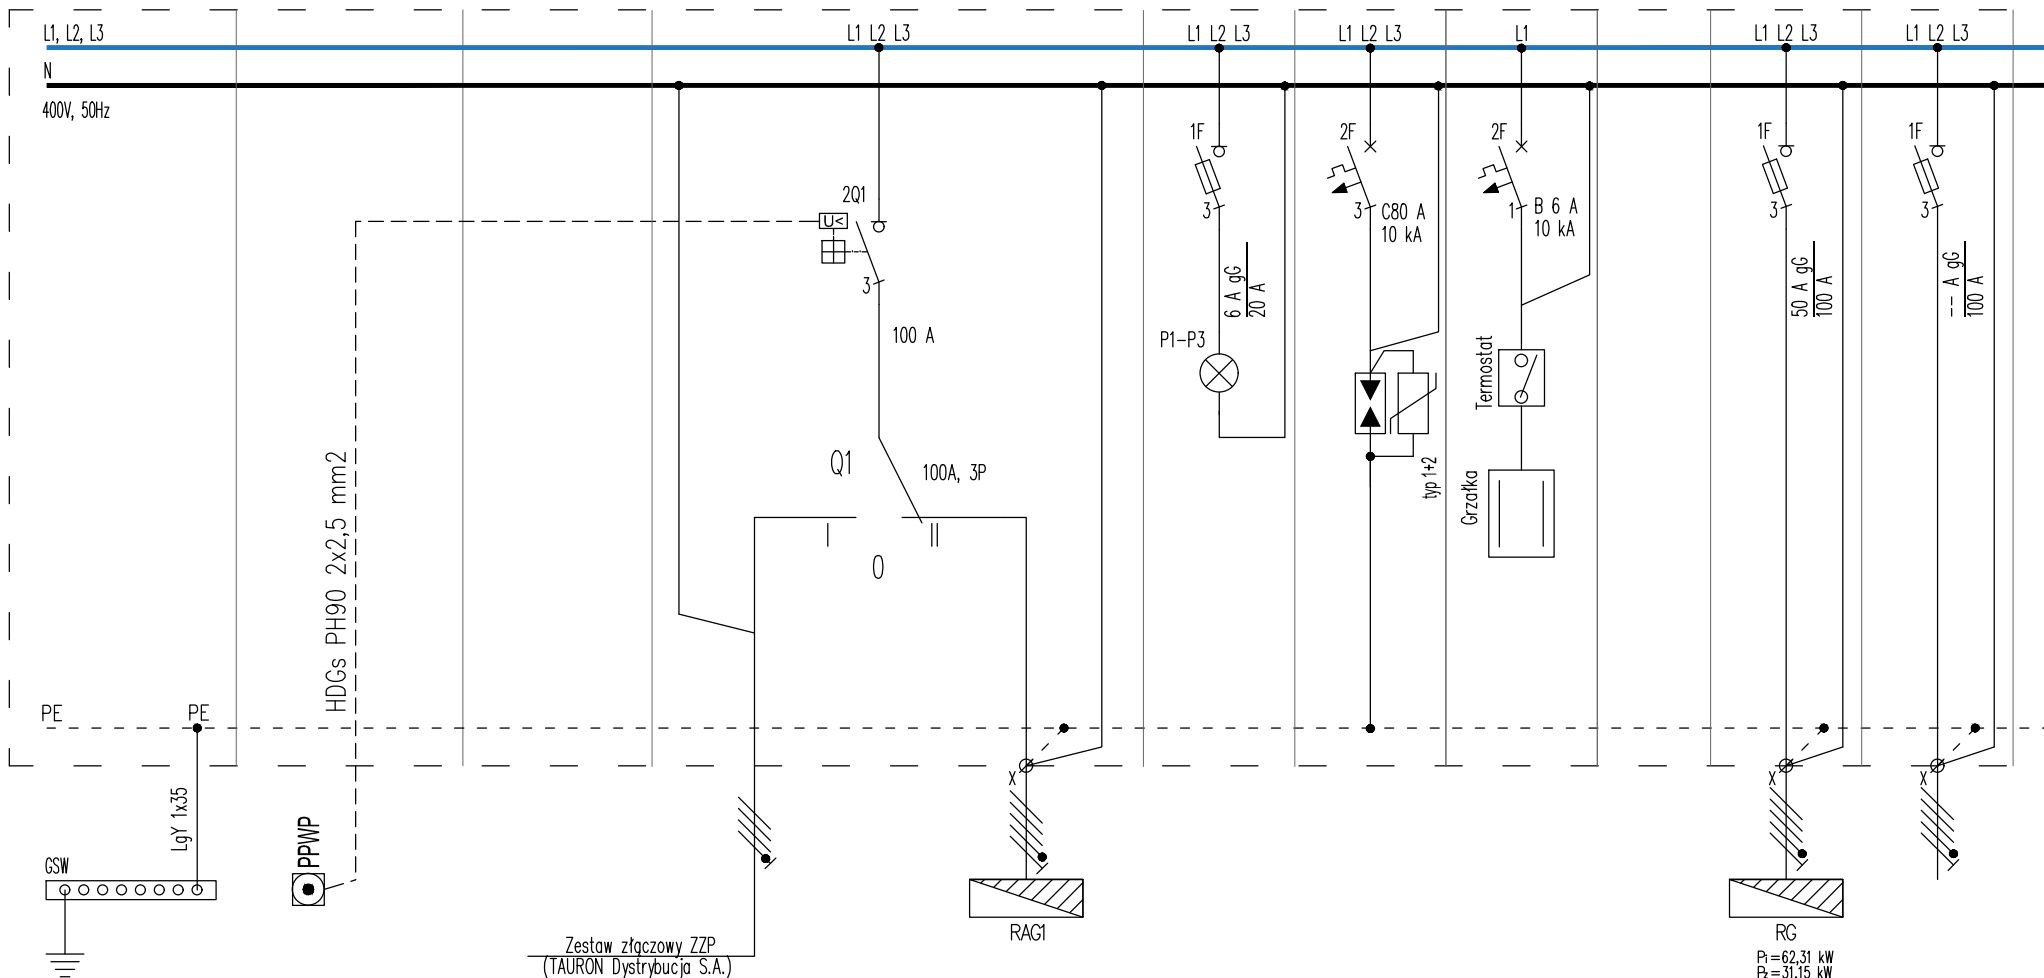 L1, L2, L3
N
400V, 50Hz
L1 L2 L3
L1 L2 L3
L1 L2 L3
L1
L1 L2 L3
L1 L2 L3
2Q1
U<
3
100 A
Q1
100A, 3P
I
II
0
HDGs PH90 2x2,5 mm2
1F
3
6 A gG
20 A
P1-P3
2F
3
C80 A
10 kA
typ 1+2
2F
1
B 6 A
10 kA
Termostat
Grzałka
1F
3
50 A gG
100 A
1F
3
-- A gG
100 A
PE
PE
LgY 1x35
GSW
PPWP
X
X
X
Zestaw złączowy ZZP
(TAURON Dystrybucja S.A.)
RAG1
RG
Pi=62,31 kW
Pz=31,15 kW